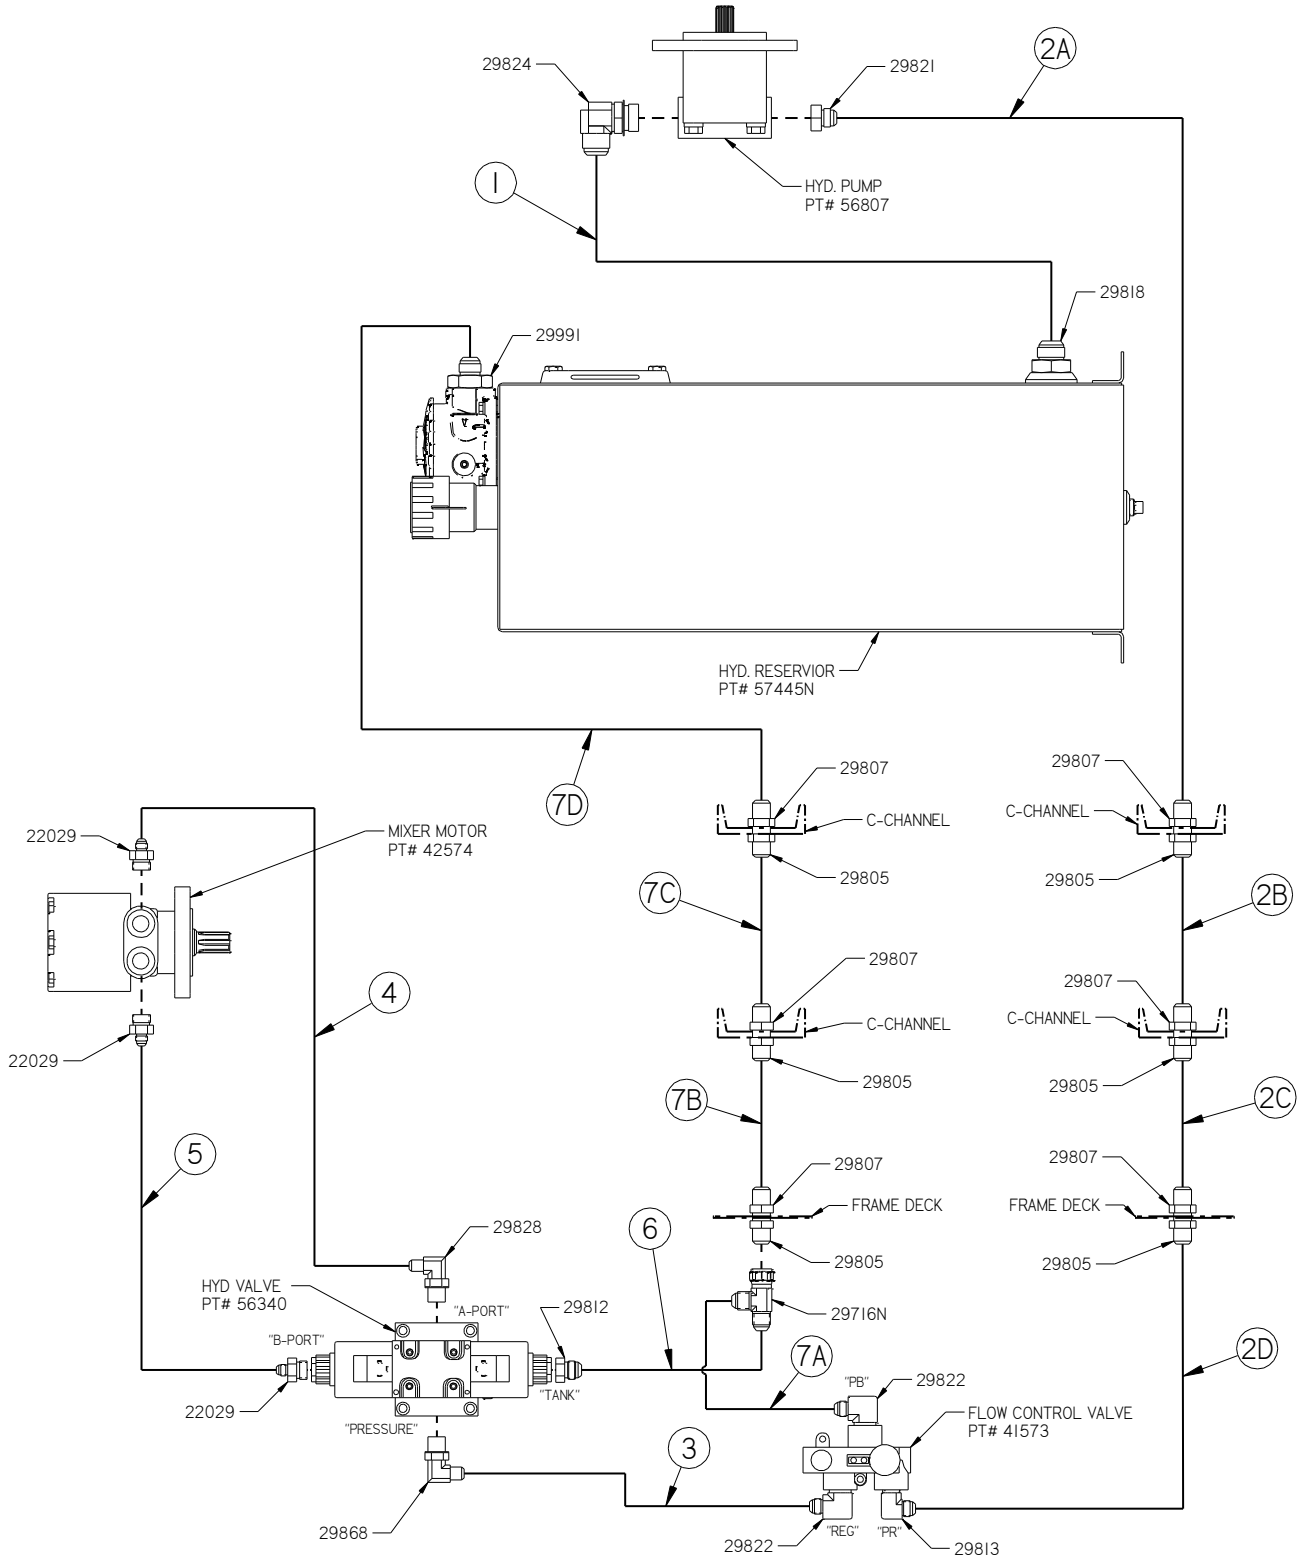 2A
29824
29821
HYD. PUMP
PT# 56807
1
29818
29991
HYD. RESERVIOR
PT# 57445N
7D
29807
29807
C-CHANNEL
C-CHANNEL
29805
29805
22029
MIXER MOTOR
PT# 42574
7C
2B
29807
29807
4
C-CHANNEL
C-CHANNEL
22029
29805
29805
7B
2C
5
29807
29807
FRAME DECK
FRAME DECK
6
29828
29805
29805
HYD VALVE
PT# 56340
"A-PORT"
29812
29716N
"B-PORT"
7A
2D
"TANK"
"PB"
29822
22029
"PRESSURE"
FLOW CONTROL VALVE
PT# 41573
3
29868
"REG"
"PR"
29822
29813